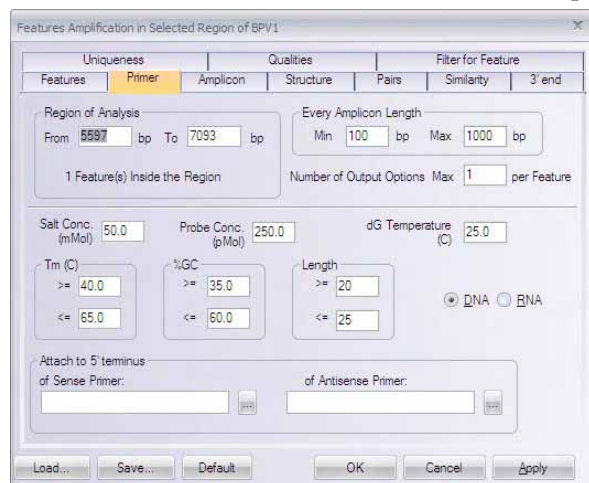 Features Amplification in Selected Region of BPV1
Uniqueness Qualities Filter for Feature
Features Primer Amplicon Structure Pairs Similarity 3' end
Region of Analysis Every Amplicon Length
From 5597 bp To 7093 bp Min 100 bp Max 1000 bp
1 Feature(s) Inside the Region Number of Output Options Max 1 per Feature
Salt Conc. (mMol) 50.0 Probe Conc. (pMol) 250.0 dG Temperature (C) 25.0
Tm (C) %GC Length
>= 40.0 >= 35.0 >= 20
DNA RNA
<= 65.0 <= 60.0 <= 25
Attach to 5' terminus
of Sense Primer: of Antisense Primer:
... ...
Load... Save... Default OK Cancel Apply